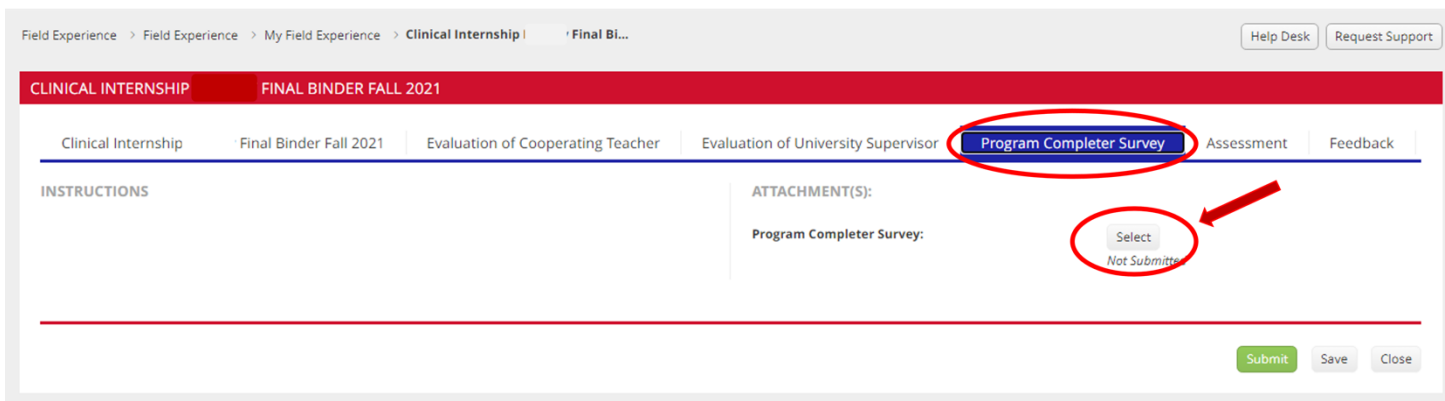 Field Experience > Field Experience > My Field Experience > Clinical Internship Final Bi...
Help Desk Request Support
CLINICAL INTERNSHIP FINAL BINDER FALL 2021
Clinical Internship Final Binder Fall 2021 Evaluation of Cooperating Teacher Evaluation of University Supervisor Program Completer Survey Assessment Feedback
INSTRUCTIONS
ATTACHMENT(S):
Program Completer Survey:
Select
Not Submitted
Submit Save Close